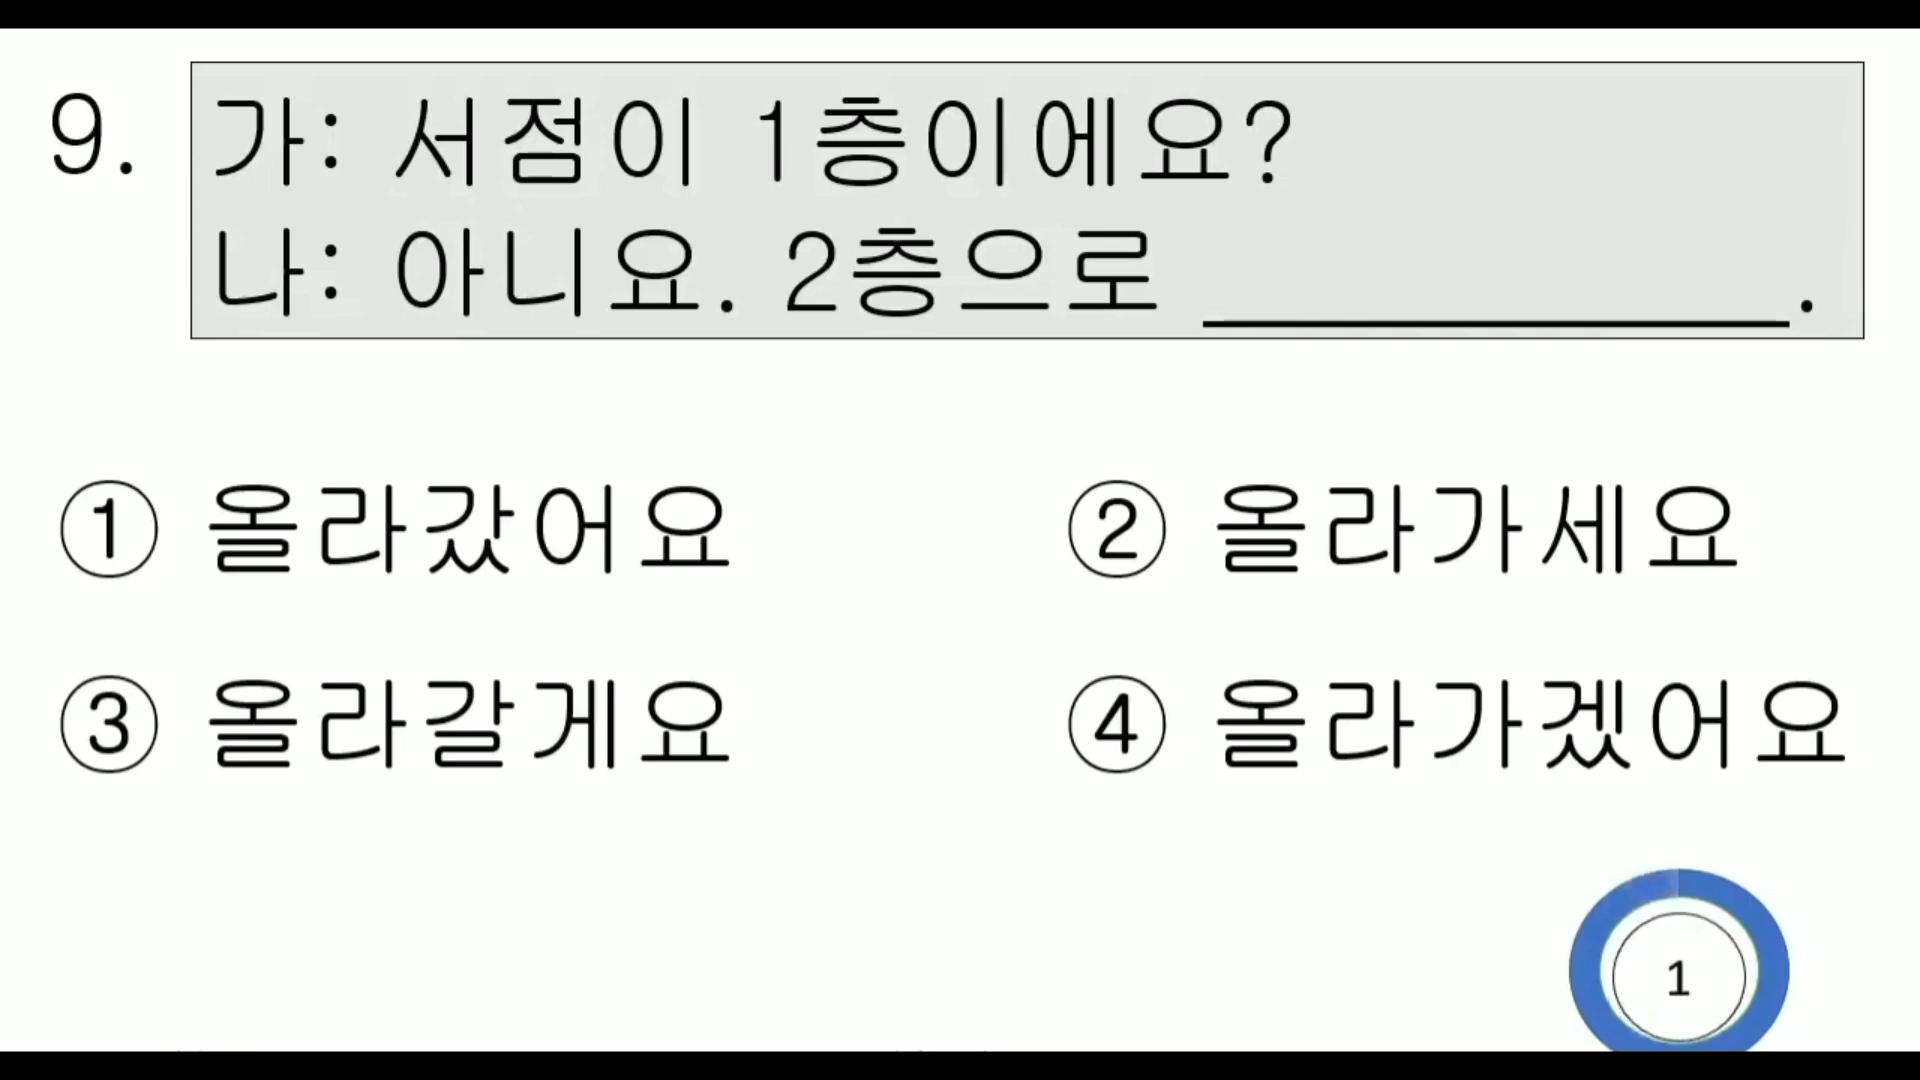 9. 가: 서점이 1층이에요?
나: 아니요. 2층으로 ____________.
① 올라갔어요 ② 올라가세요
③ 올라갈게요 ④ 올라가겠어요
1